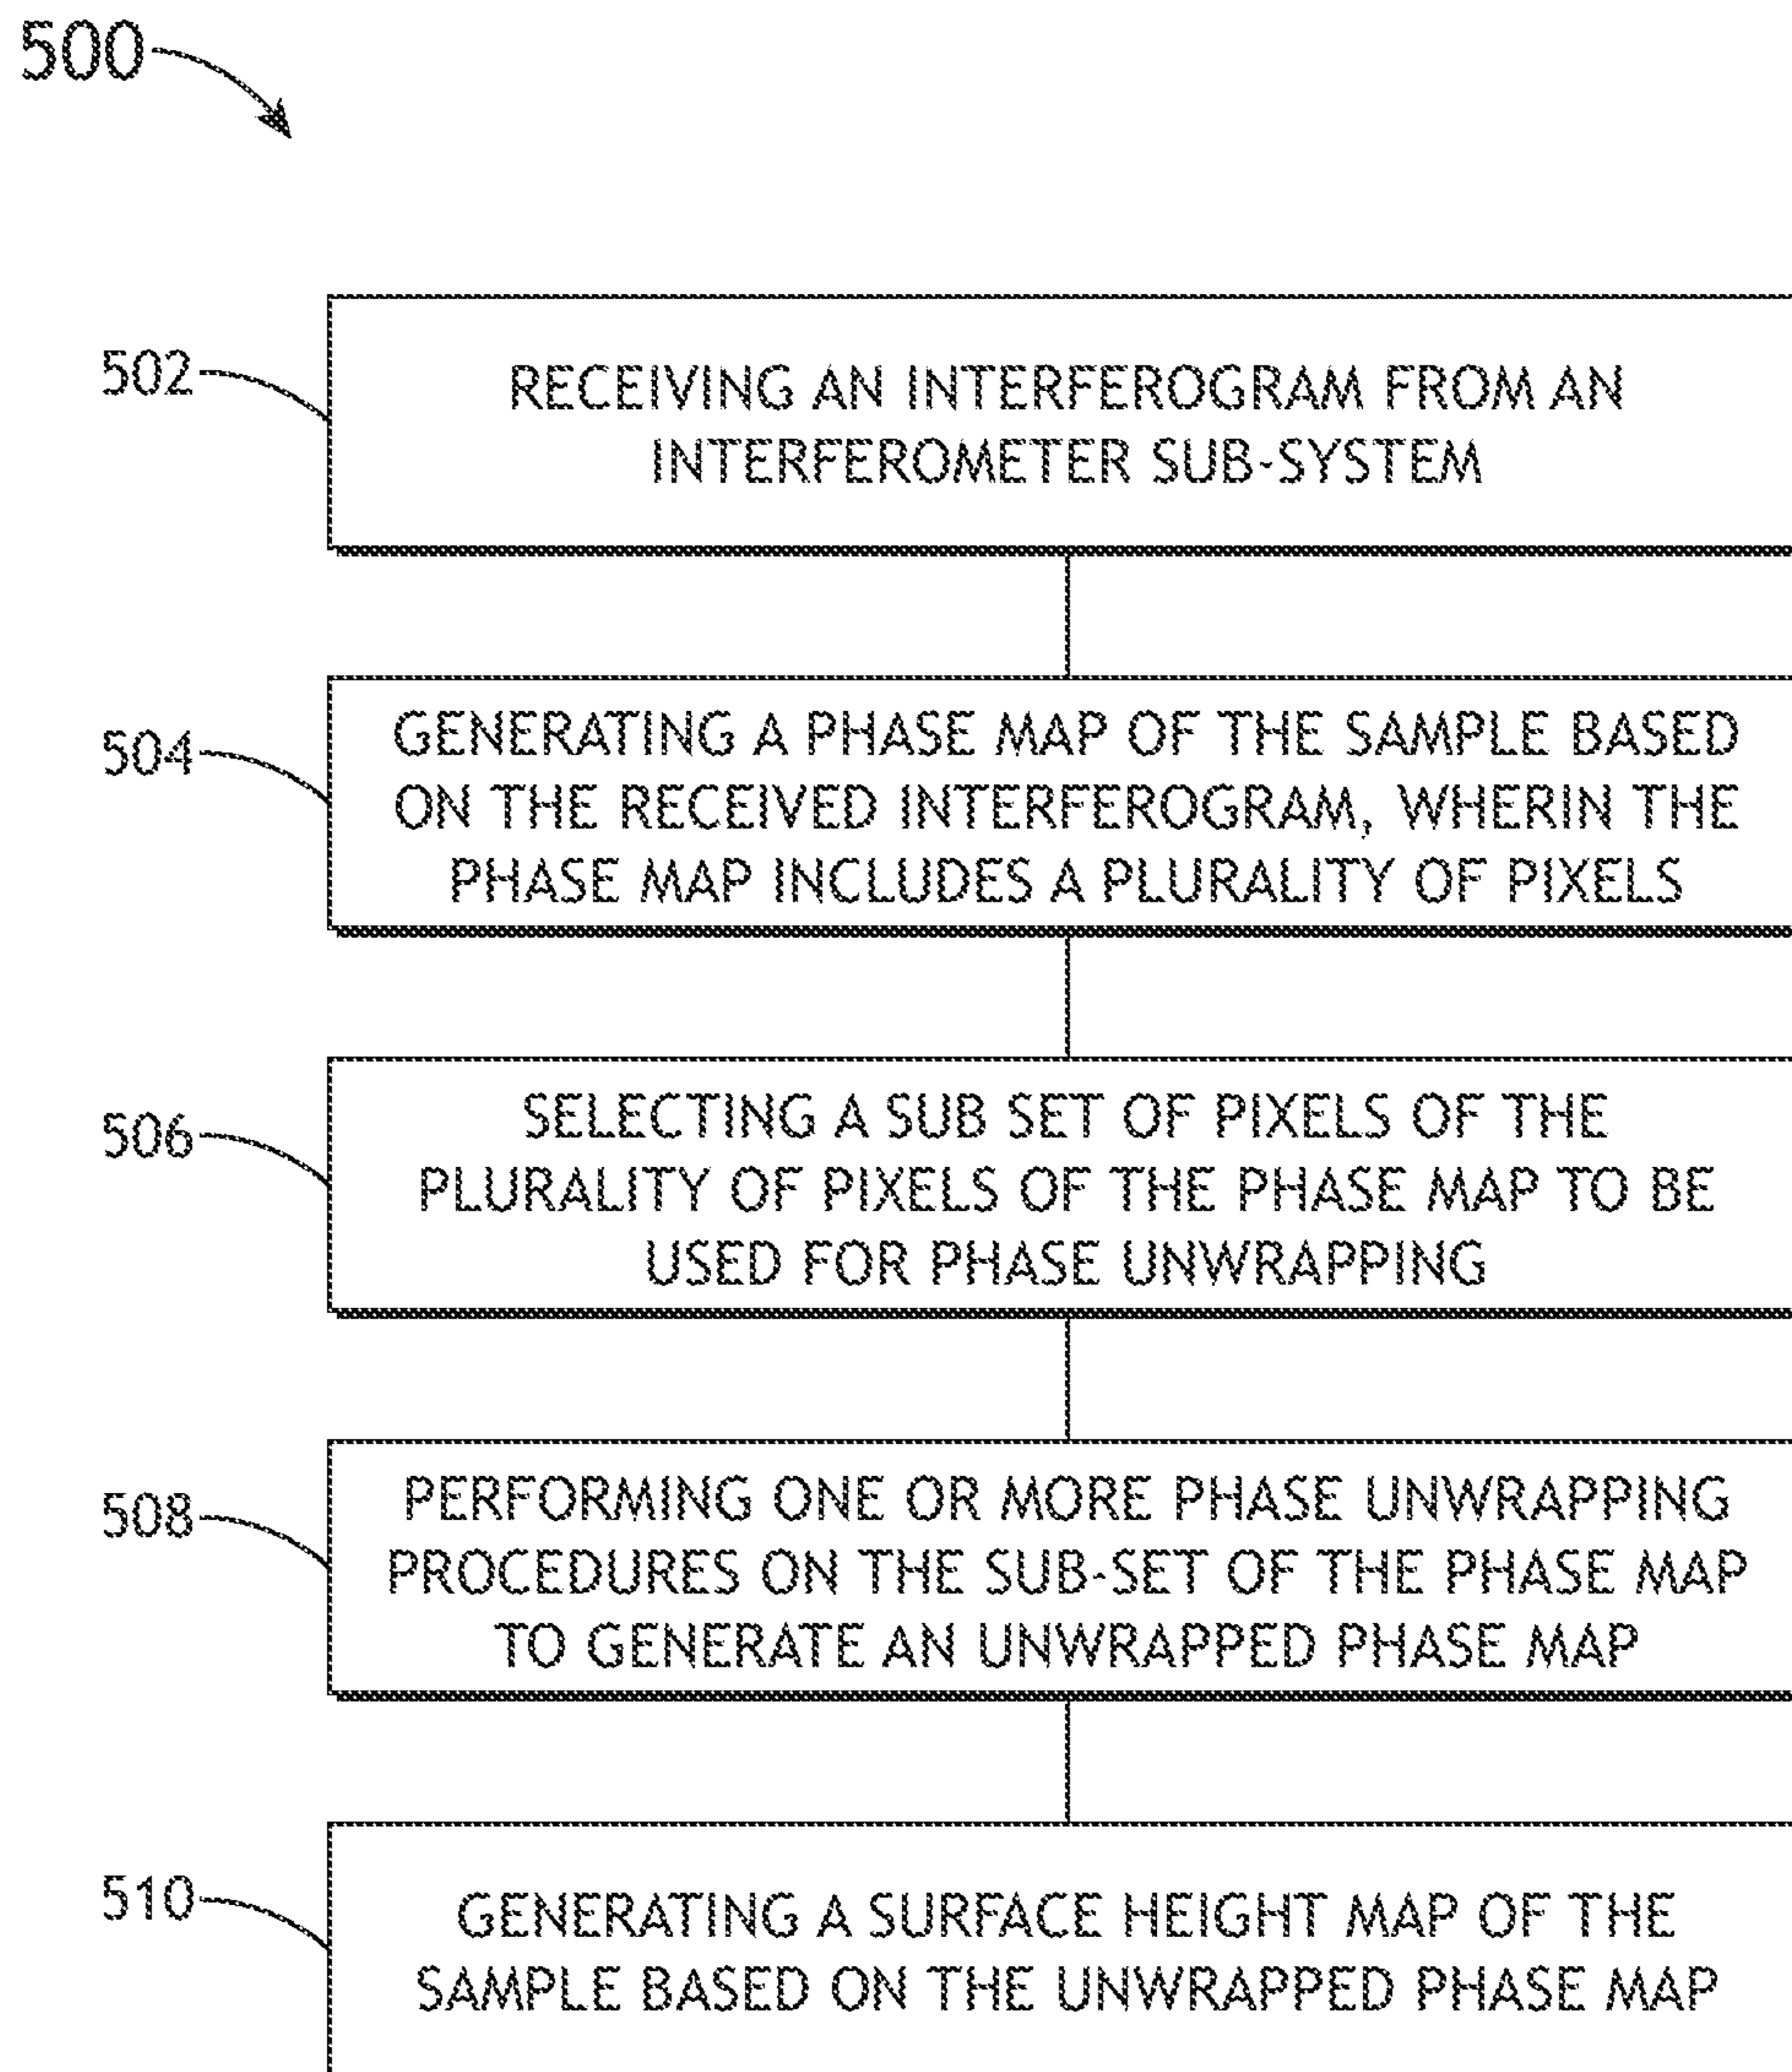 500
502
RECEIVING AN INTERFEROGRAM FROM AN
INTERFEROMETER SUB-SYSTEM
504
GENERATING A PHASE MAP OF THE SAMPLE BASED
ON THE RECEIVED INTERFEROGRAM, WHERIN THE
PHASE MAP INCLUDES A PLURALITY OF PIXELS
506
SELECTING A SUB SET OF PIXELS OF THE
PLURALITY OF PIXELS OF THE PHASE MAP TO BE
USED FOR PHASE UNWRAPPING
508
PERFORMING ONE OR MORE PHASE UNWRAPPING
PROCEDURES ON THE SUB-SET OF THE PHASE MAP
TO GENERATE AN UNWRAPPED PHASE MAP
510
GENERATING A SURFACE HEIGHT MAP OF THE
SAMPLE BASED ON THE UNWRAPPED PHASE MAP